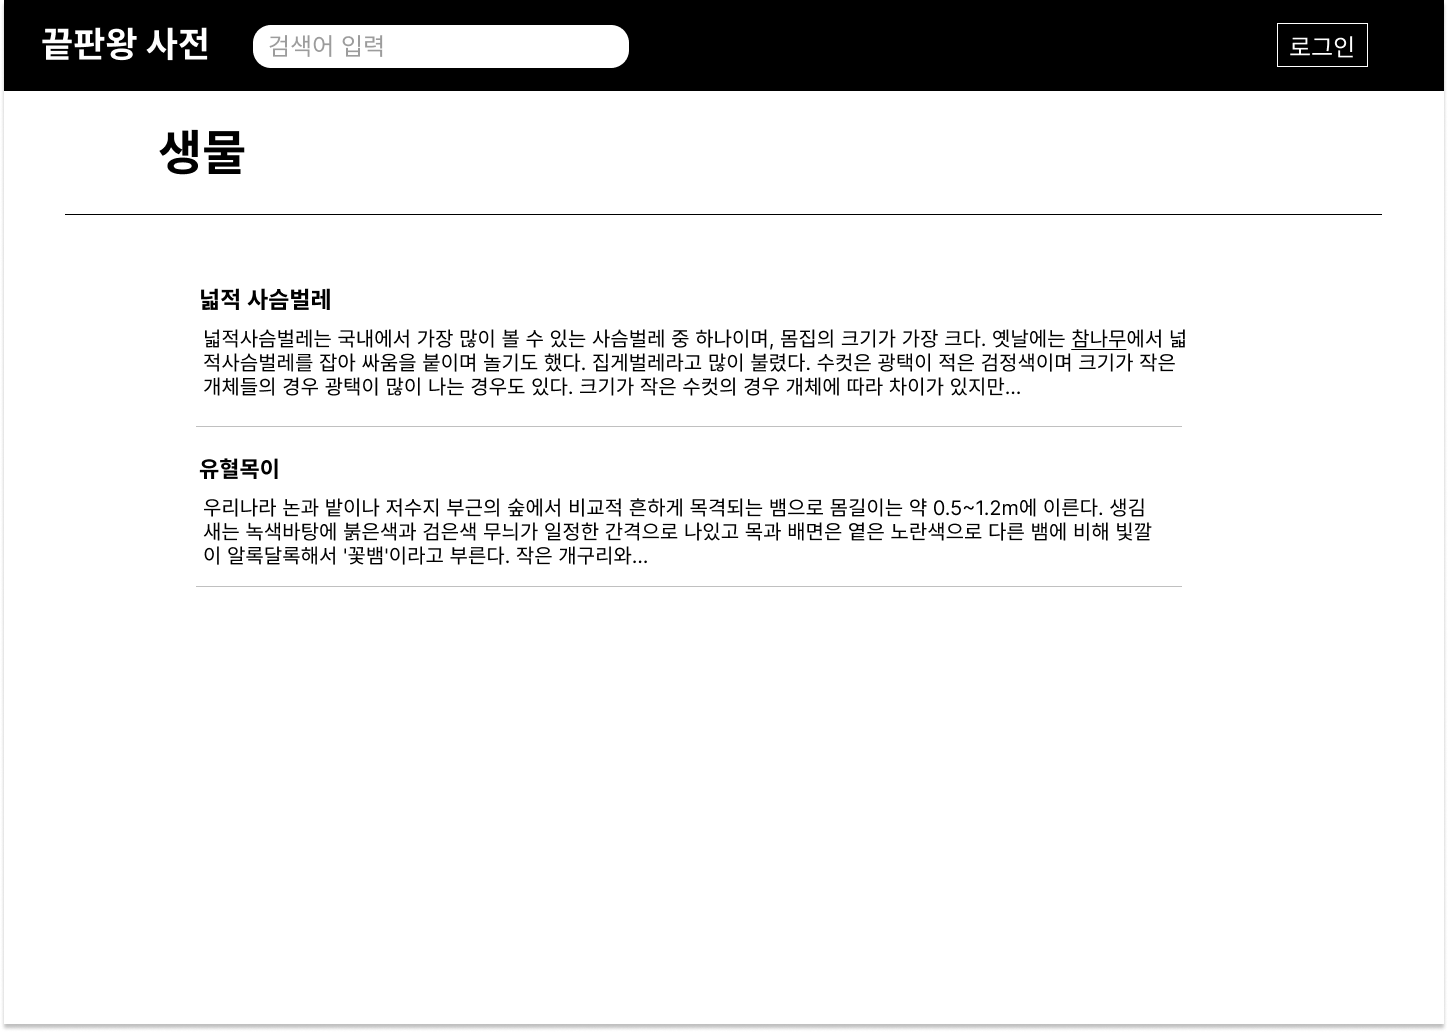 끝판왕 사전
검색어 입력
로그인
생물
넓적 사슴벌레
넓적사슴벌레는 국내에서 가장 많이 볼 수 있는 사슴벌레 중 하나이며, 몸집의 크기가 가장 크다. 옛날에는 참나무에서 넓
적사슴벌레를 잡아 싸움을 붙이며 놀기도 했다. 집게벌레라고 많이 불렸다. 수컷은 광택이 적은 검정색이며 크기가 작은
개체들의 경우 광택이 많이 나는 경우도 있다. 크기가 작은 수컷의 경우 개체에 따라 차이가 있지만...
유혈목이
우리나라 논과 밭이나 저수지 부근의 숲에서 비교적 흔하게 목격되는 뱀으로 몸길이는 약 0.5~1.2m에 이른다. 생김
새는 녹색바탕에 붉은색과 검은색 무늬가 일정한 간격으로 나있고 목과 배면은 옅은 노란색으로 다른 뱀에 비해 빛깔
이 알록달록해서 '꽃뱀'이라고 부른다. 작은 개구리와...